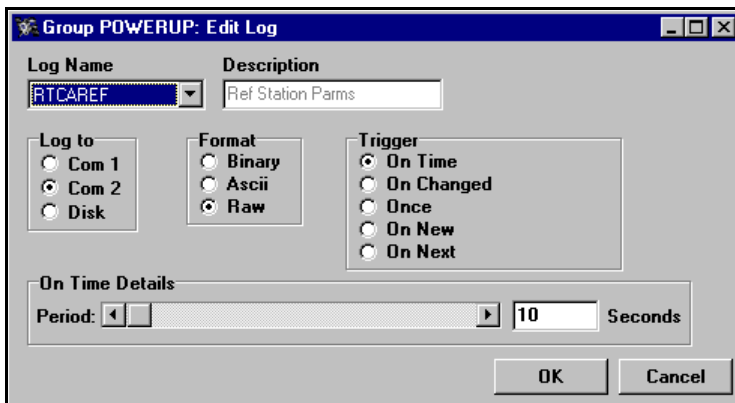 Group POWERUP: Edit Log
Log Name
Description
RTCAREF
Ref Station Parms
Log to
Com 1
Com 2
Disk
Format
Binary
Ascii
Raw
Trigger
On Time
On Changed
Once
On New
On Next
On Time Details
Period:
10
Seconds
OK
Cancel